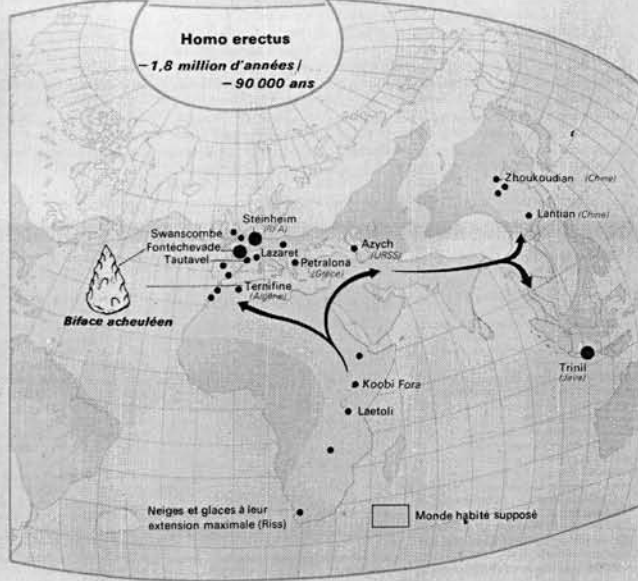 Homo erectus
−1,8 million d'années /
−90 000 ans
Zhoukoudian (Chine)
Lantian (Chine)
Steinheim
(RFA)
Swanscombe
Fontéchevade
Tautavel
Lazaret
Azych
(URSS)
Petralona
(Grèce)
Ternifine
(Algérie)
Biface acheuléen
Trinil
(Java)
Koobi Fora
Laetoli
Neiges et glaces à leur
extension maximale (Riss)
Monde habité supposé